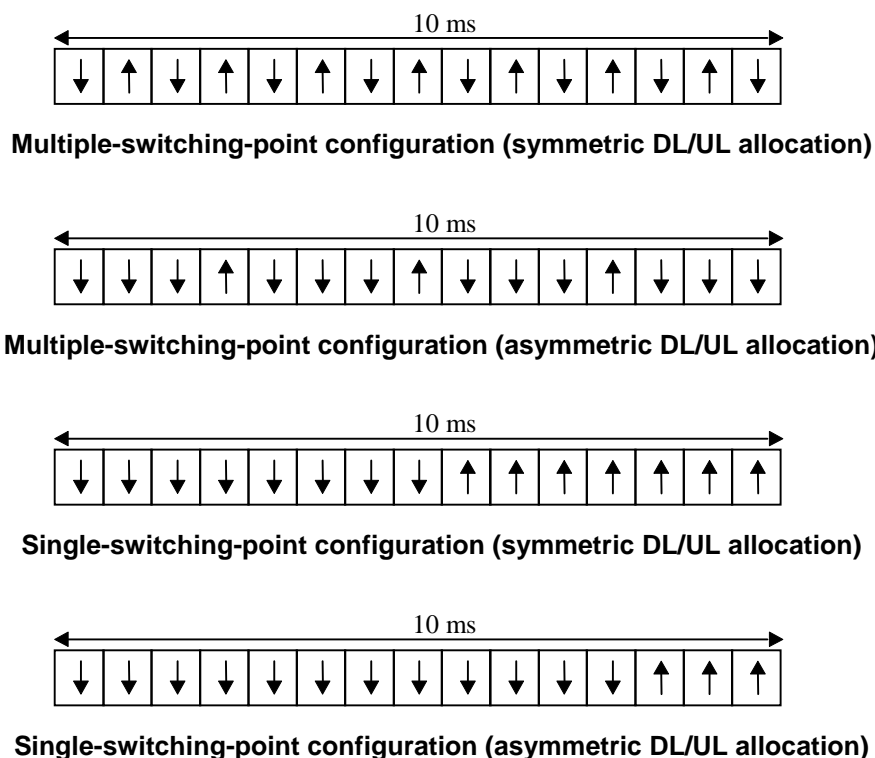 10 ms
Multiple-switching-point configuration (symmetric DL/UL allocation)
10 ms
Multiple-switching-point configuration (asymmetric DL/UL allocation)
10 ms
Single-switching-point configuration (symmetric DL/UL allocation)
10 ms
Single-switching-point configuration (asymmetric DL/UL allocation)